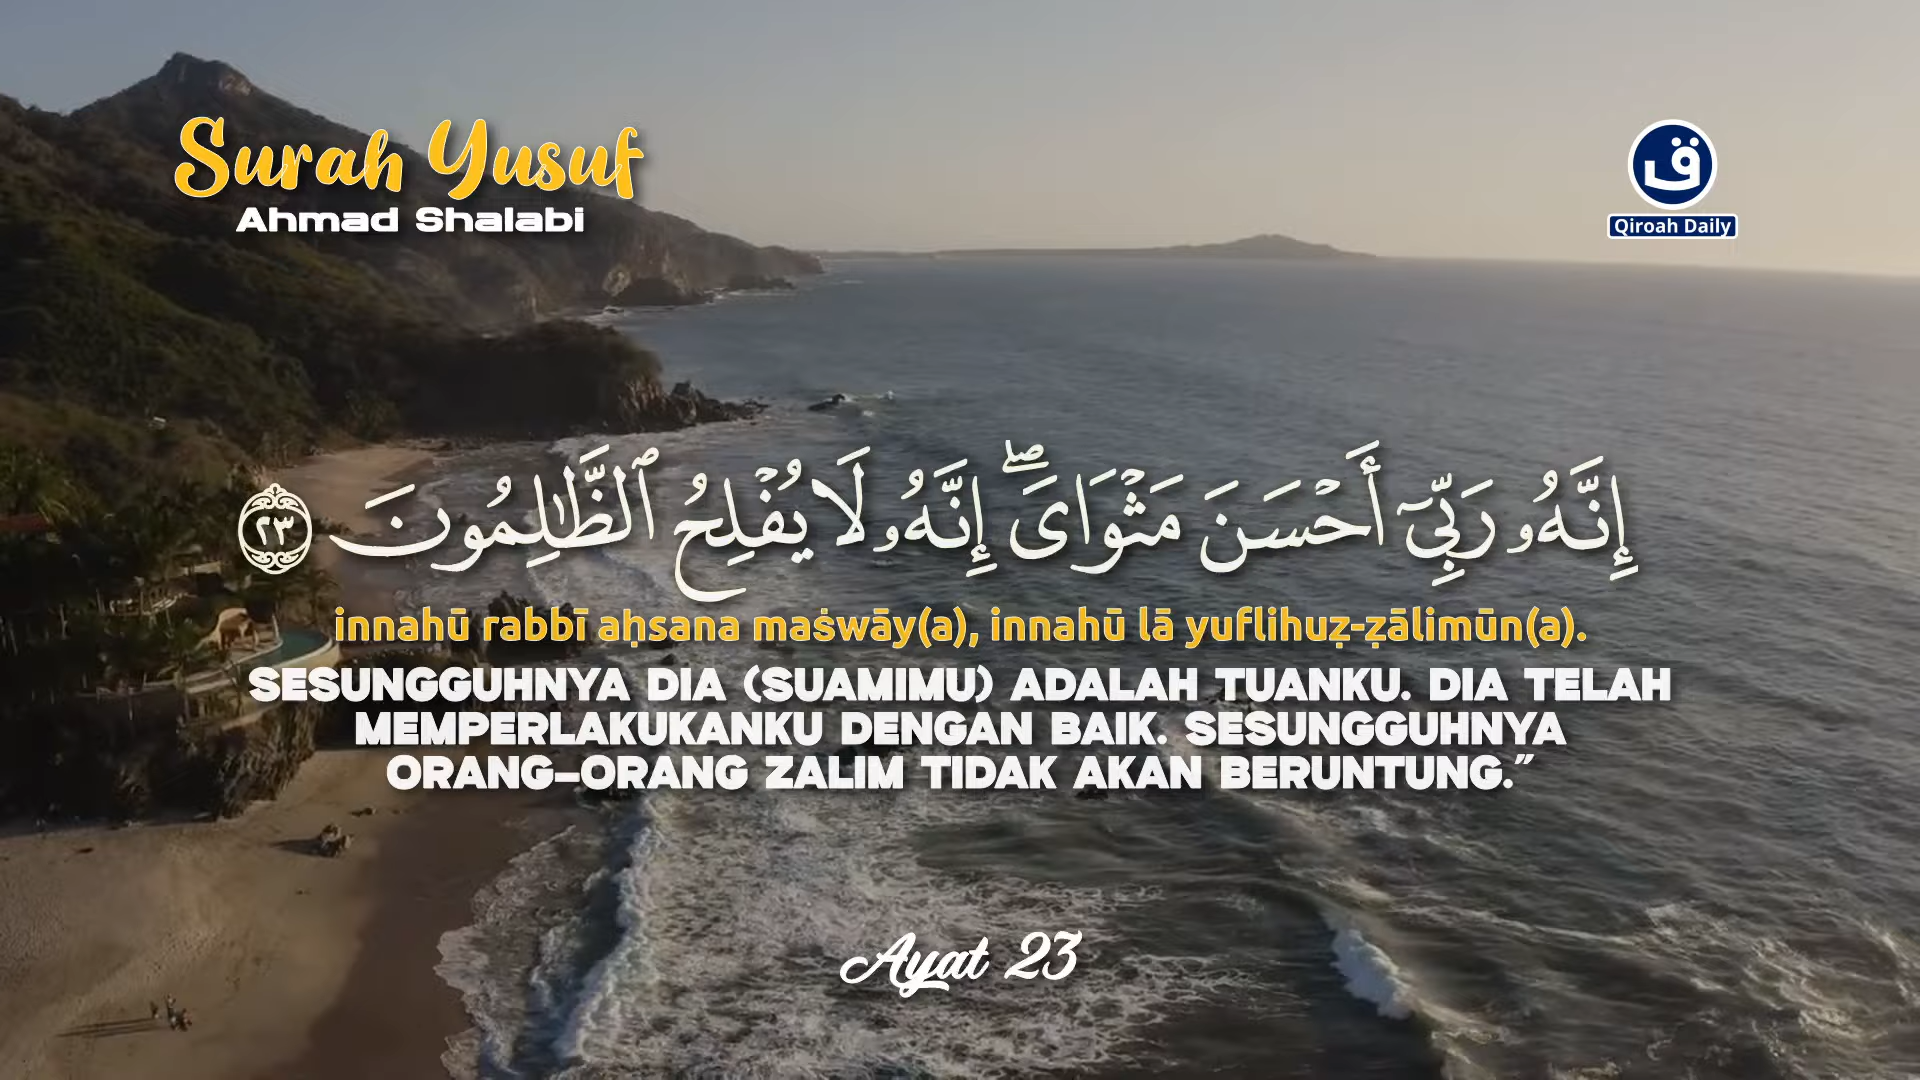 Surah Yusuf
Ahmad Shalabi
ق
Qiroah Daily
إِنَّهُۥ رَبِّىٓ أَحْسَنَ مَثْوَاىَ ۖ إِنَّهُۥ لَا يُفْلِحُ ٱلظَّـٰلِمُونَ ٢٣
innahū rabbī aḥsana maṡwāy(a), innahū lā yuflihuẓ-ẓālimūn(a).
SESUNGGUHNYA DIA (SUAMIMU) ADALAH TUANKU. DIA TELAH
MEMPERLAKUKANKU DENGAN BAIK. SESUNGGUHNYA
ORANG-ORANG ZALIM TIDAK AKAN BERUNTUNG.”
Ayat 23